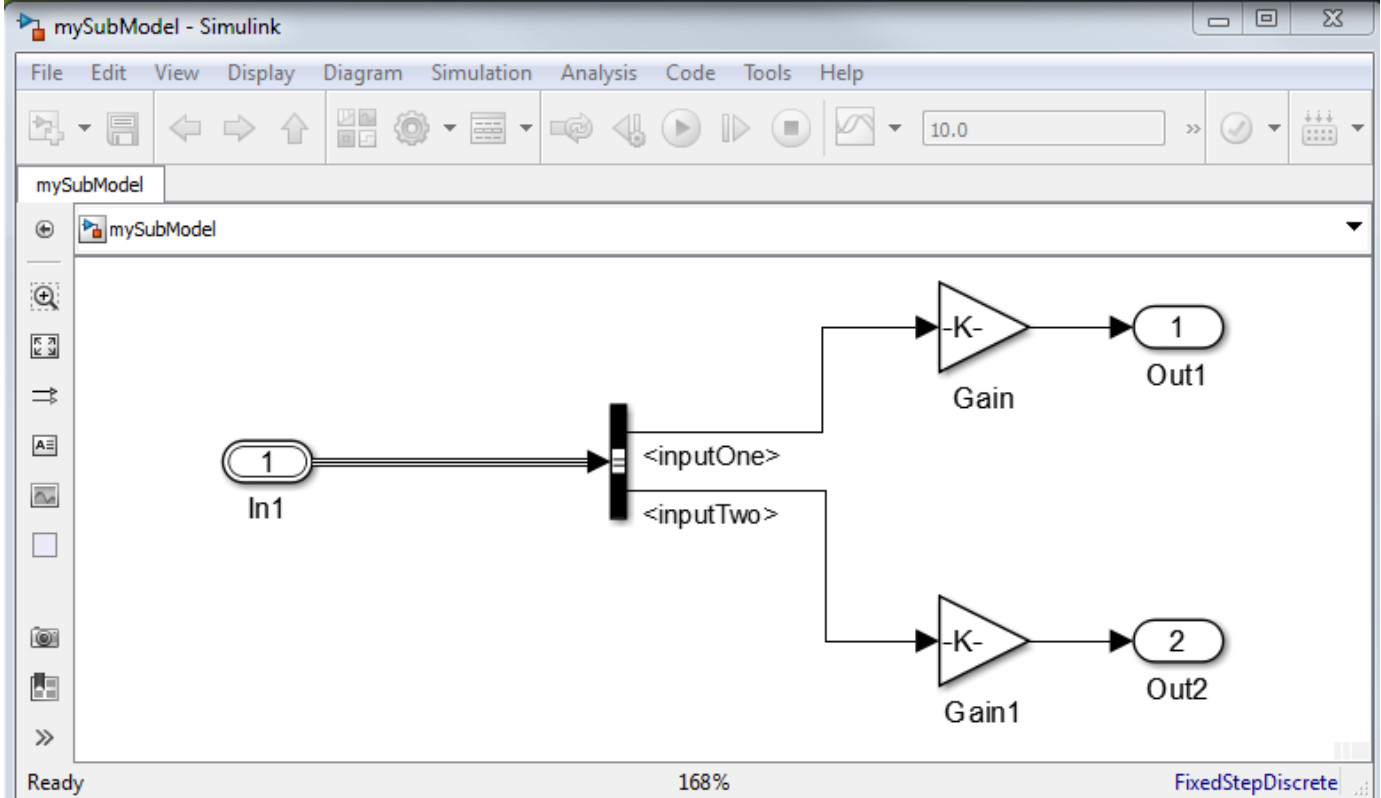 mySubModel - Simulink
File Edit View Display Diagram Simulation Analysis Code Tools Help
10.0
mySubModel
mySubModel
-K-
1
Gain
Out1
1
In1
<inputOne>
<inputTwo>
-K-
2
Gain1
Out2
Ready 168% FixedStepDiscrete